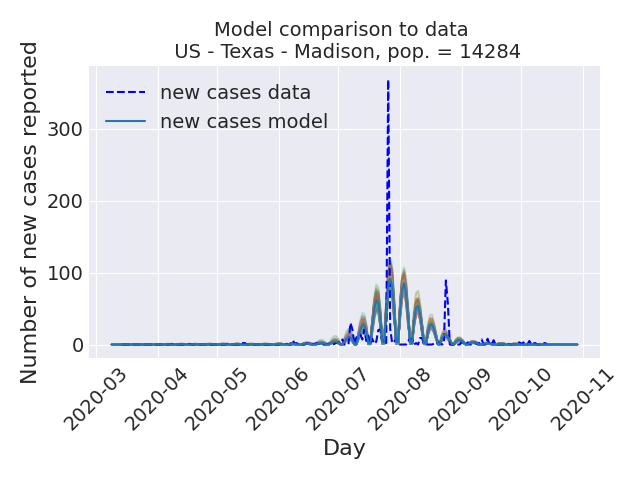 Model comparison to data
US - Texas - Madison, pop. = 14284
Number of new cases reported
new cases data
new cases model
300
200
100
0
2020-03
2020-04
2020-05
2020-06
2020-07
2020-08
2020-09
2020-10
2020-11
Day